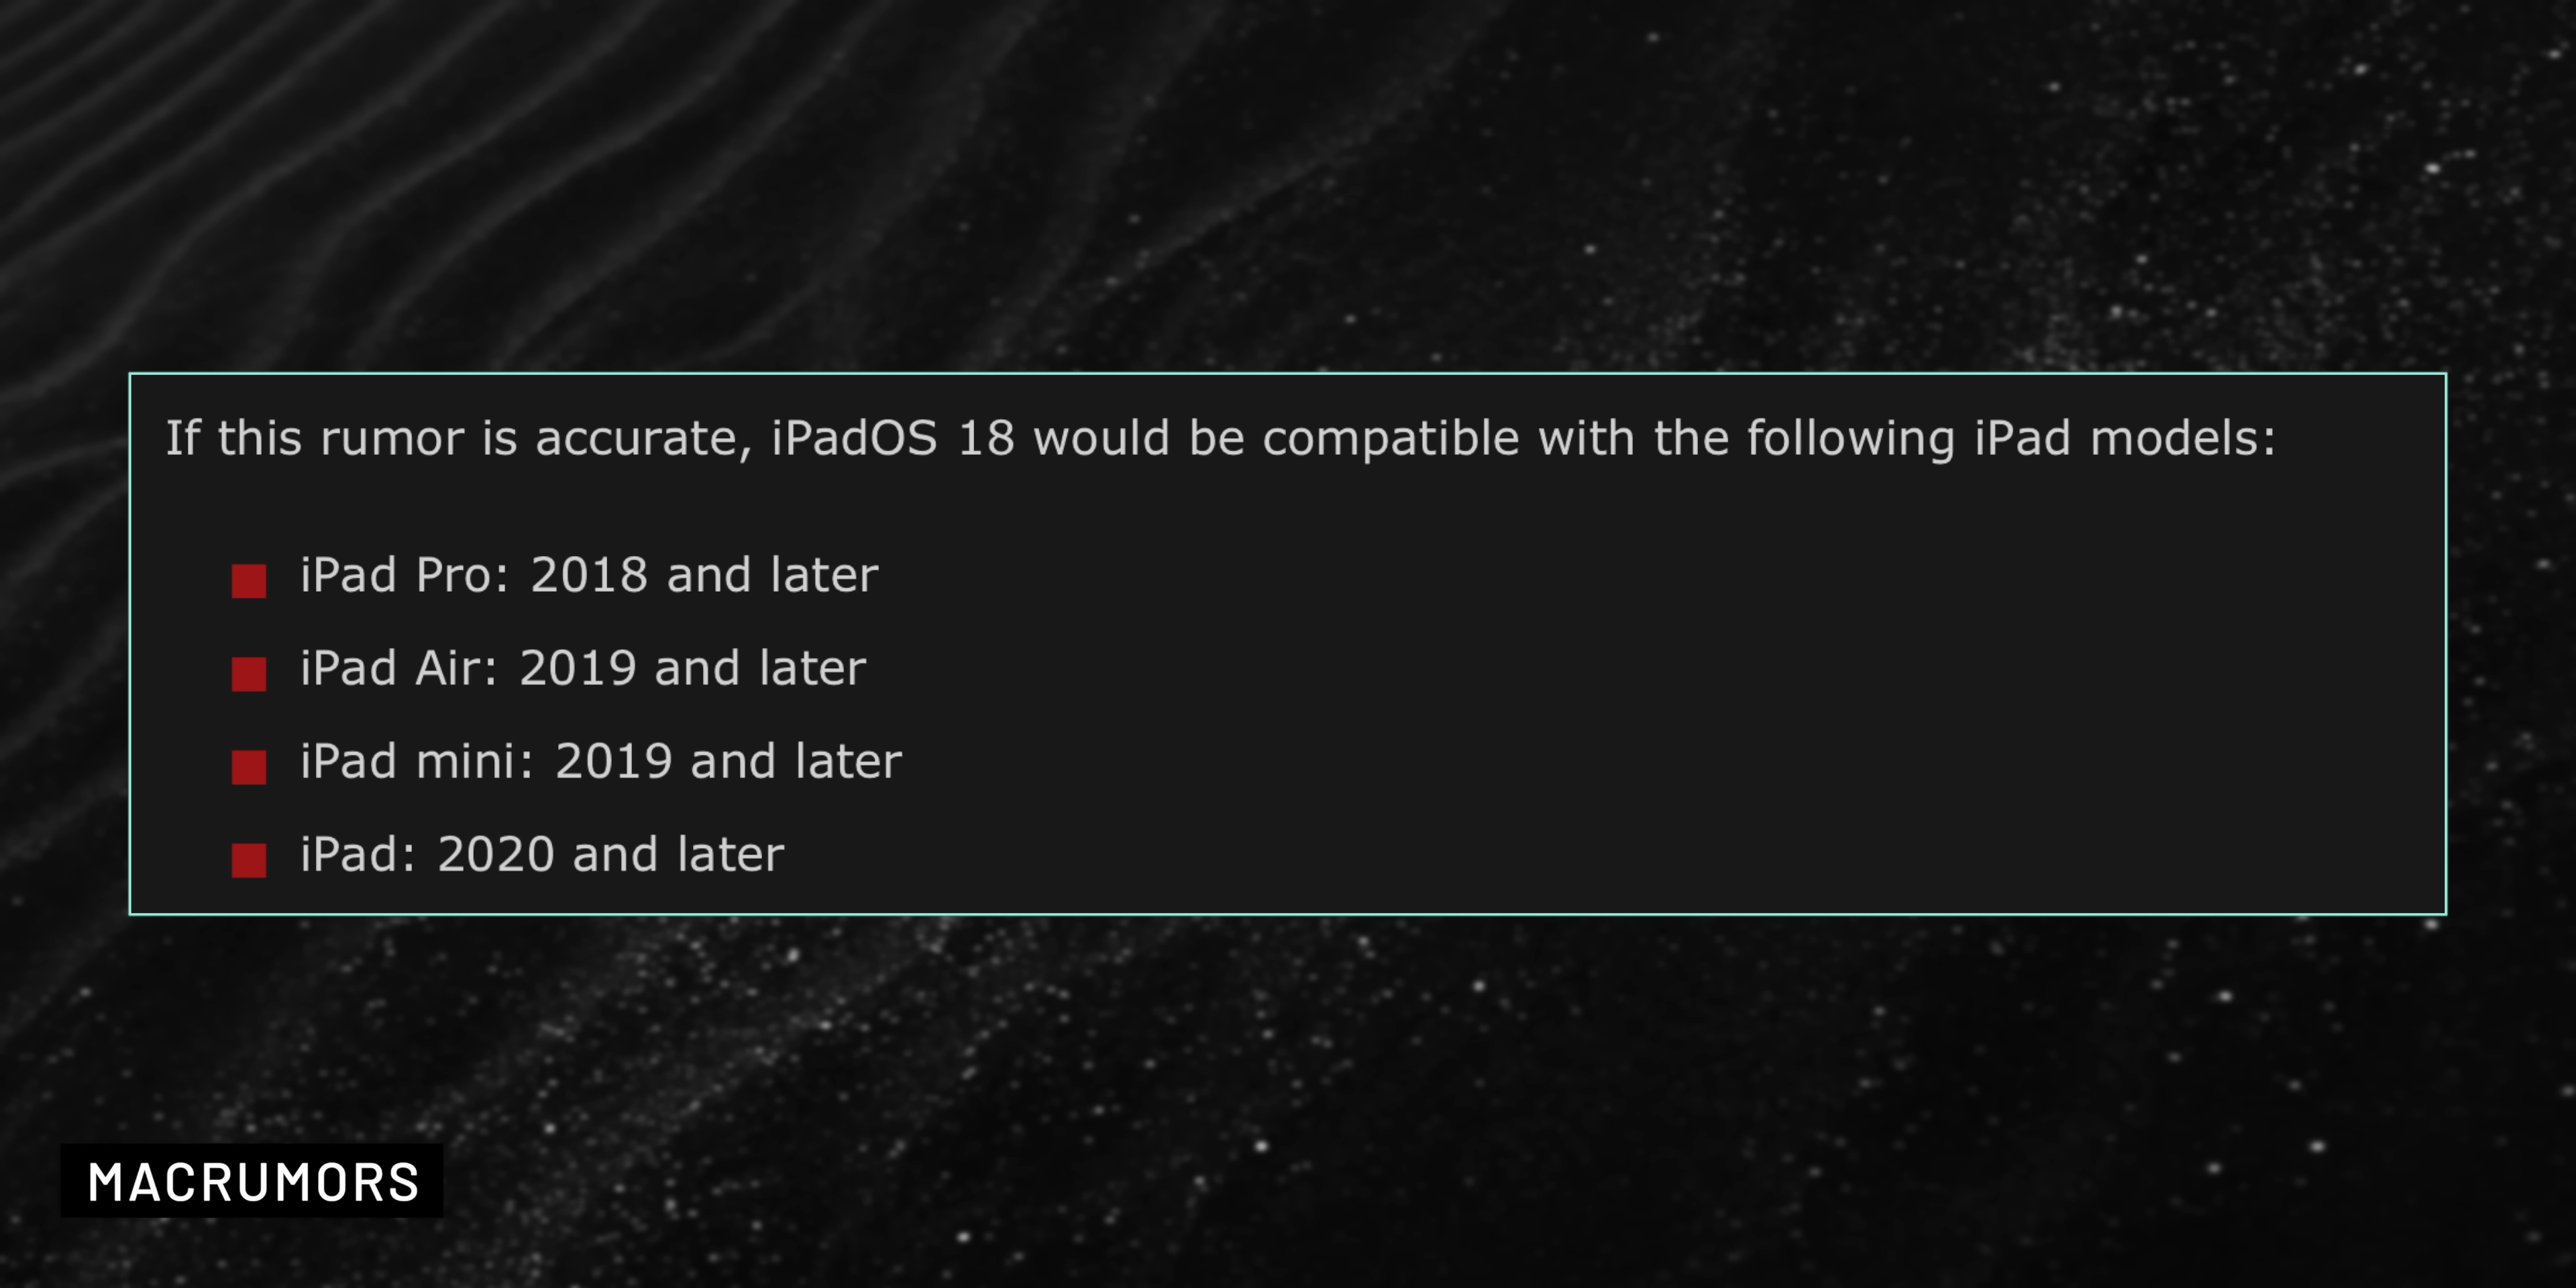 If this rumor is accurate, iPadOS 18 would be compatible with the following iPad models:
iPad Pro: 2018 and later
iPad Air: 2019 and later
iPad mini: 2019 and later
iPad: 2020 and later
MACRUMORS